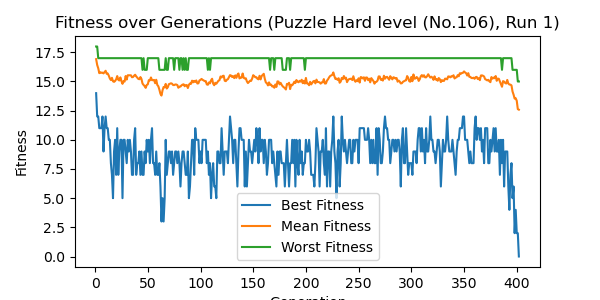 Fitness over Generations (Puzzle Hard level (No.106), Run 1)
17.5
15.0
12.5
10.0
7.5
5.0
2.5
0.0
Fitness
Best Fitness
Mean Fitness
Worst Fitness
0 50 100 150 200 250 300 350 400
Generation